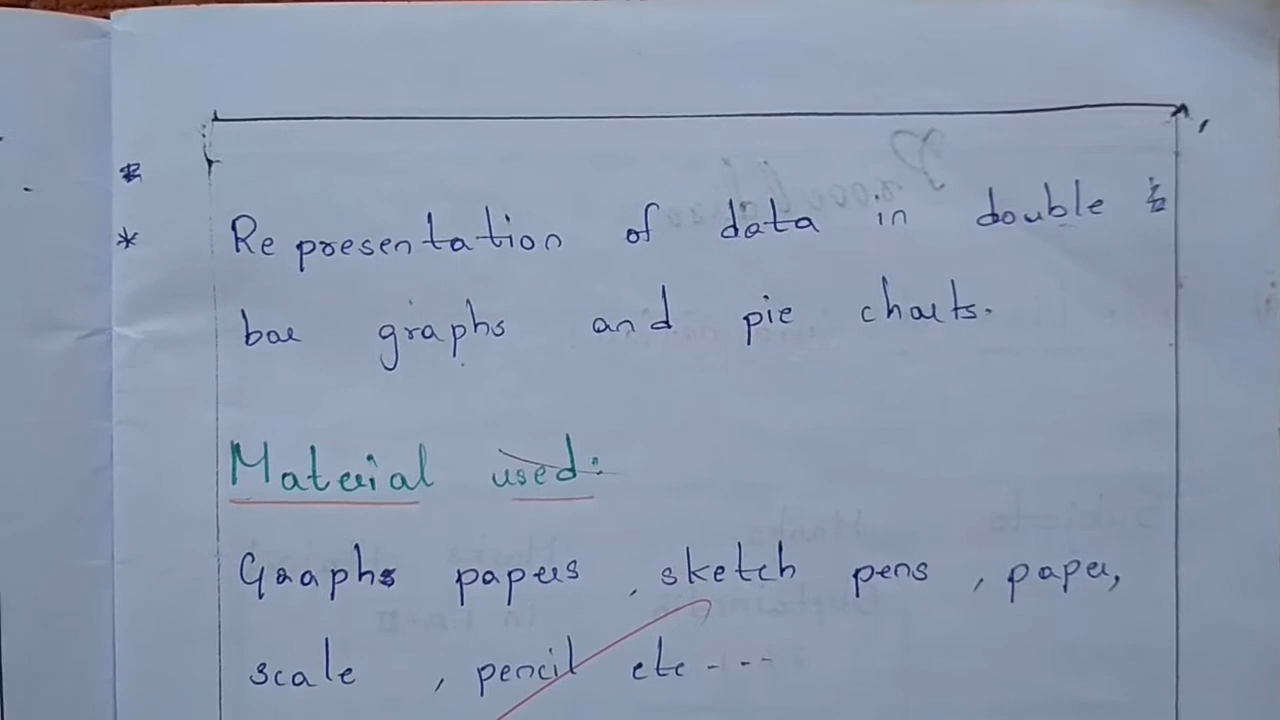 *
* Representation of data in double
bar graphs and pie charts.
Material used:
Graphs papers, sketch pens, paper,
scale, pencil etc----